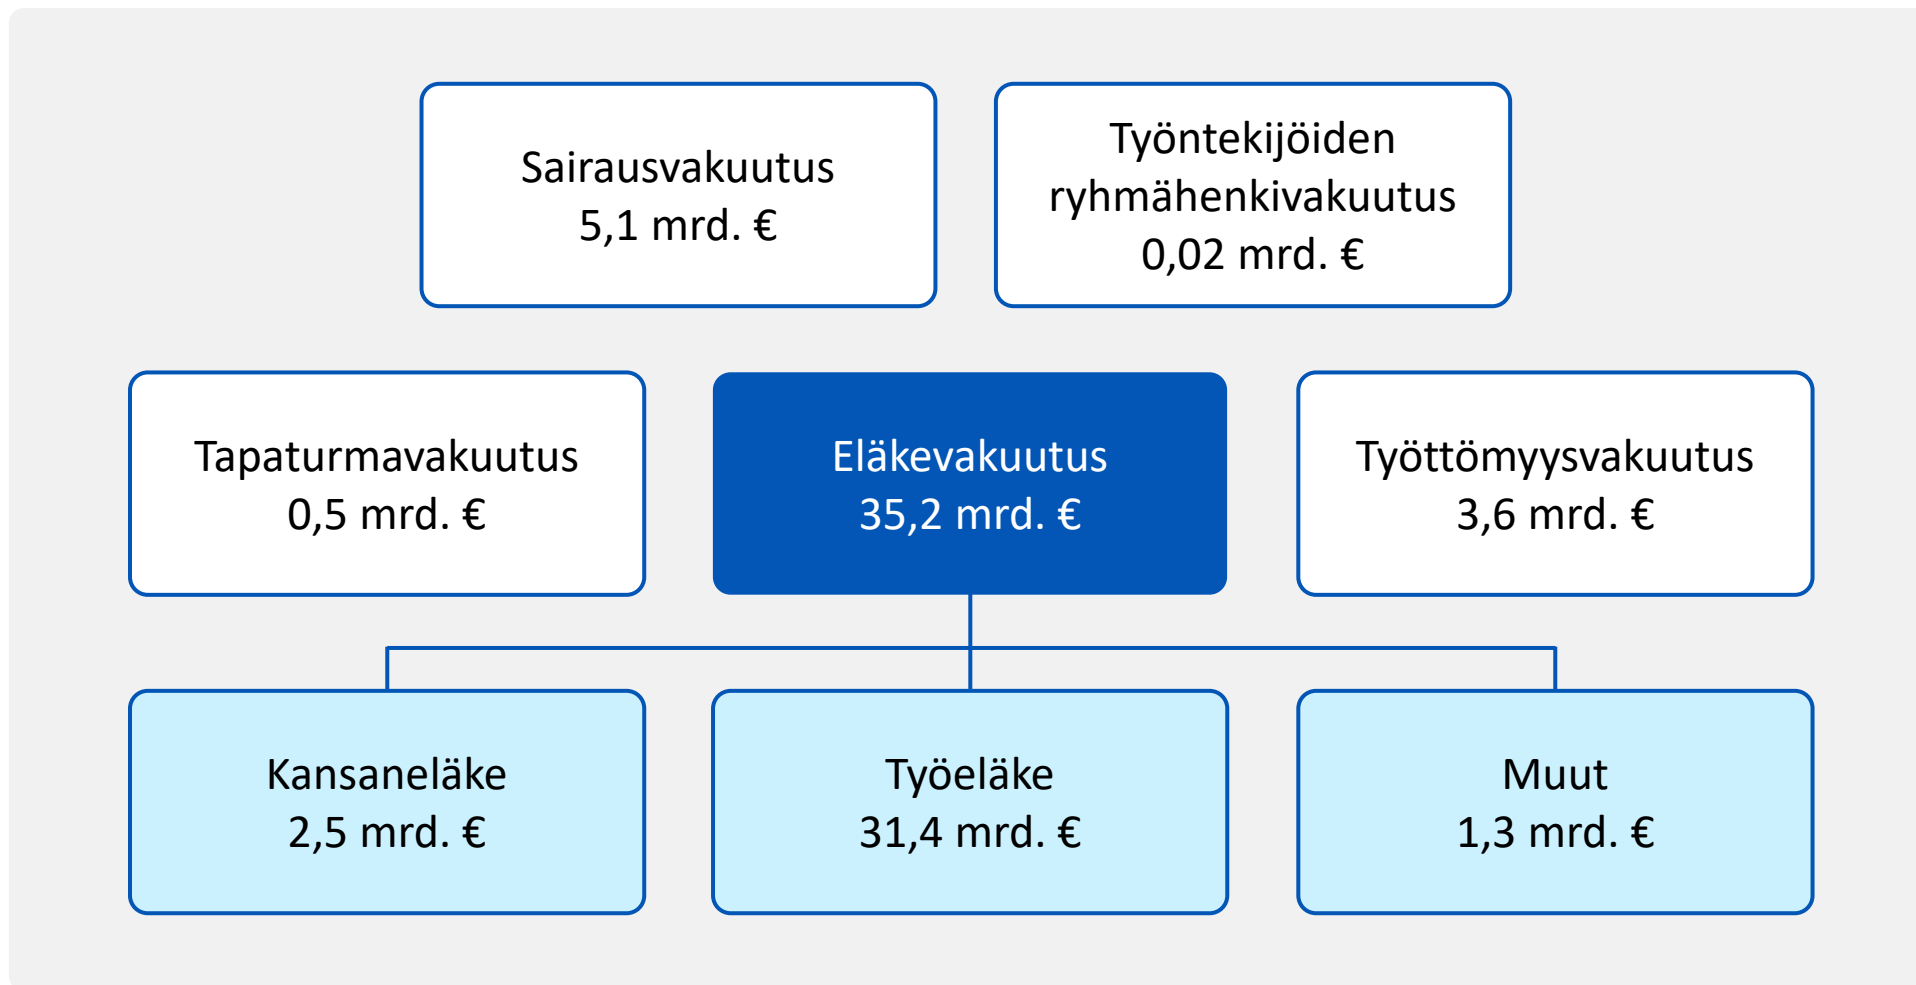 Sairausvakuutus
5,1 mrd. €
Työntekijöiden
ryhmähenkivakuutus
0,02 mrd. €
Tapaturmavakuutus
0,5 mrd. €
Eläkevakuutus
35,2 mrd. €
Työttömyysvakuutus
3,6 mrd. €
Kansaneläke
2,5 mrd. €
Työeläke
31,4 mrd. €
Muut
1,3 mrd. €